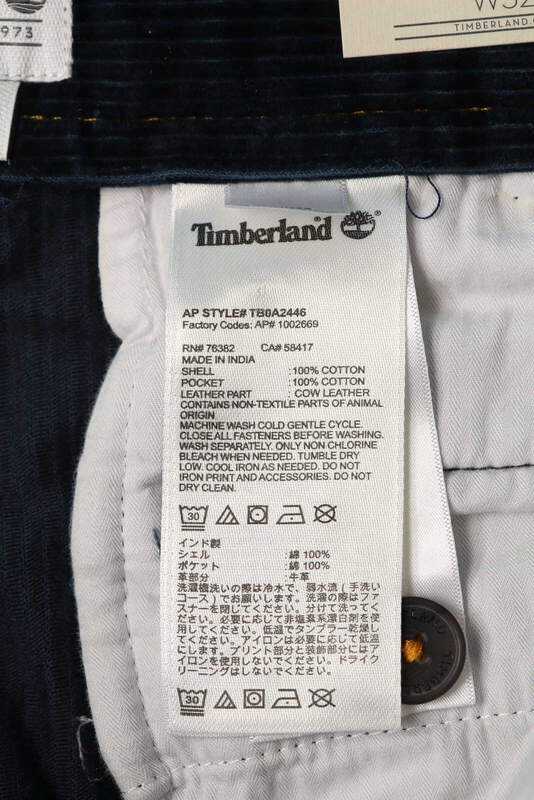 1973
W32
TIMBERLAND.
Timberland
AP STYLE# TB0A2446
Factory Codes: AP# 1002669
RN# 76382 CA# 58417
MADE IN INDIA
SHELL : 100% COTTON
POCKET : 100% COTTON
LEATHER PART : COW LEATHER
CONTAINS NON-TEXTILE PARTS OF ANIMAL
ORIGIN
MACHINE WASH COLD GENTLE CYCLE.
CLOSE ALL FASTENERS BEFORE WASHING.
WASH SEPARATELY. ONLY NON CHLORINE
BLEACH WHEN NEEDED. TUMBLE DRY
LOW. COOL IRON AS NEEDED. DO NOT
IRON PRINT AND ACCESSORIES. DO NOT
DRY CLEAN.
30
インド製
シェル : 綿 100%
ポケット : 綿 100%
革部分 : 牛革
洗濯機洗いの際は冷水で、弱水流 ( 手洗い
コース ) でお願いします。洗濯の際はファ
スナーを閉じてください。分けて洗ってく
ださい。必要に応じて非塩素系漂白剤を使
用してください。低温でタンブラー乾燥し
てください。アイロンは必要に応じて低温
にします。プリント部分と装飾部分にはア
イロンを使用しないでください。ドライク
リーニングはしないでください。
30